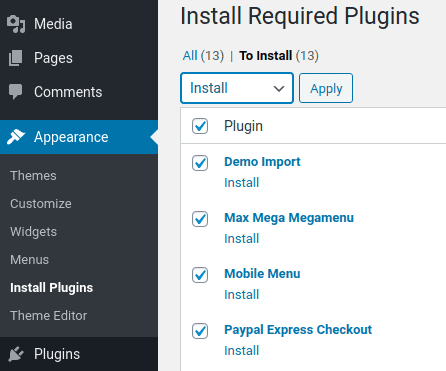 Media
Pages
Comments
Appearance
Themes
Customize
Widgets
Menus
Install Plugins
Theme Editor
Plugins
Install Required Plugins
All (13) | To Install (13)
Install Apply
Plugin
Demo Import
Install
Max Mega Megamenu
Install
Mobile Menu
Install
Paypal Express Checkout
Install